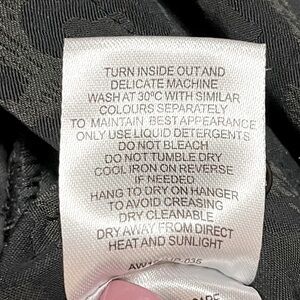 TURN INSIDE OUT AND
DELICATE MACHINE
WASH AT 30°C WITH SIMILAR
COLOURS SEPARATELY
TO MAINTAIN BEST APPEARANCE
ONLY USE LIQUID DETERGENTS
DO NOT BLEACH
DO NOT TUMBLE DRY
COOL IRON ON REVERSE
IF NEEDED
HANG TO DRY ON HANGER
TO AVOID CREASING
DRY CLEANABLE
DRY AWAY FROM DIRECT
HEAT AND SUNLIGHT